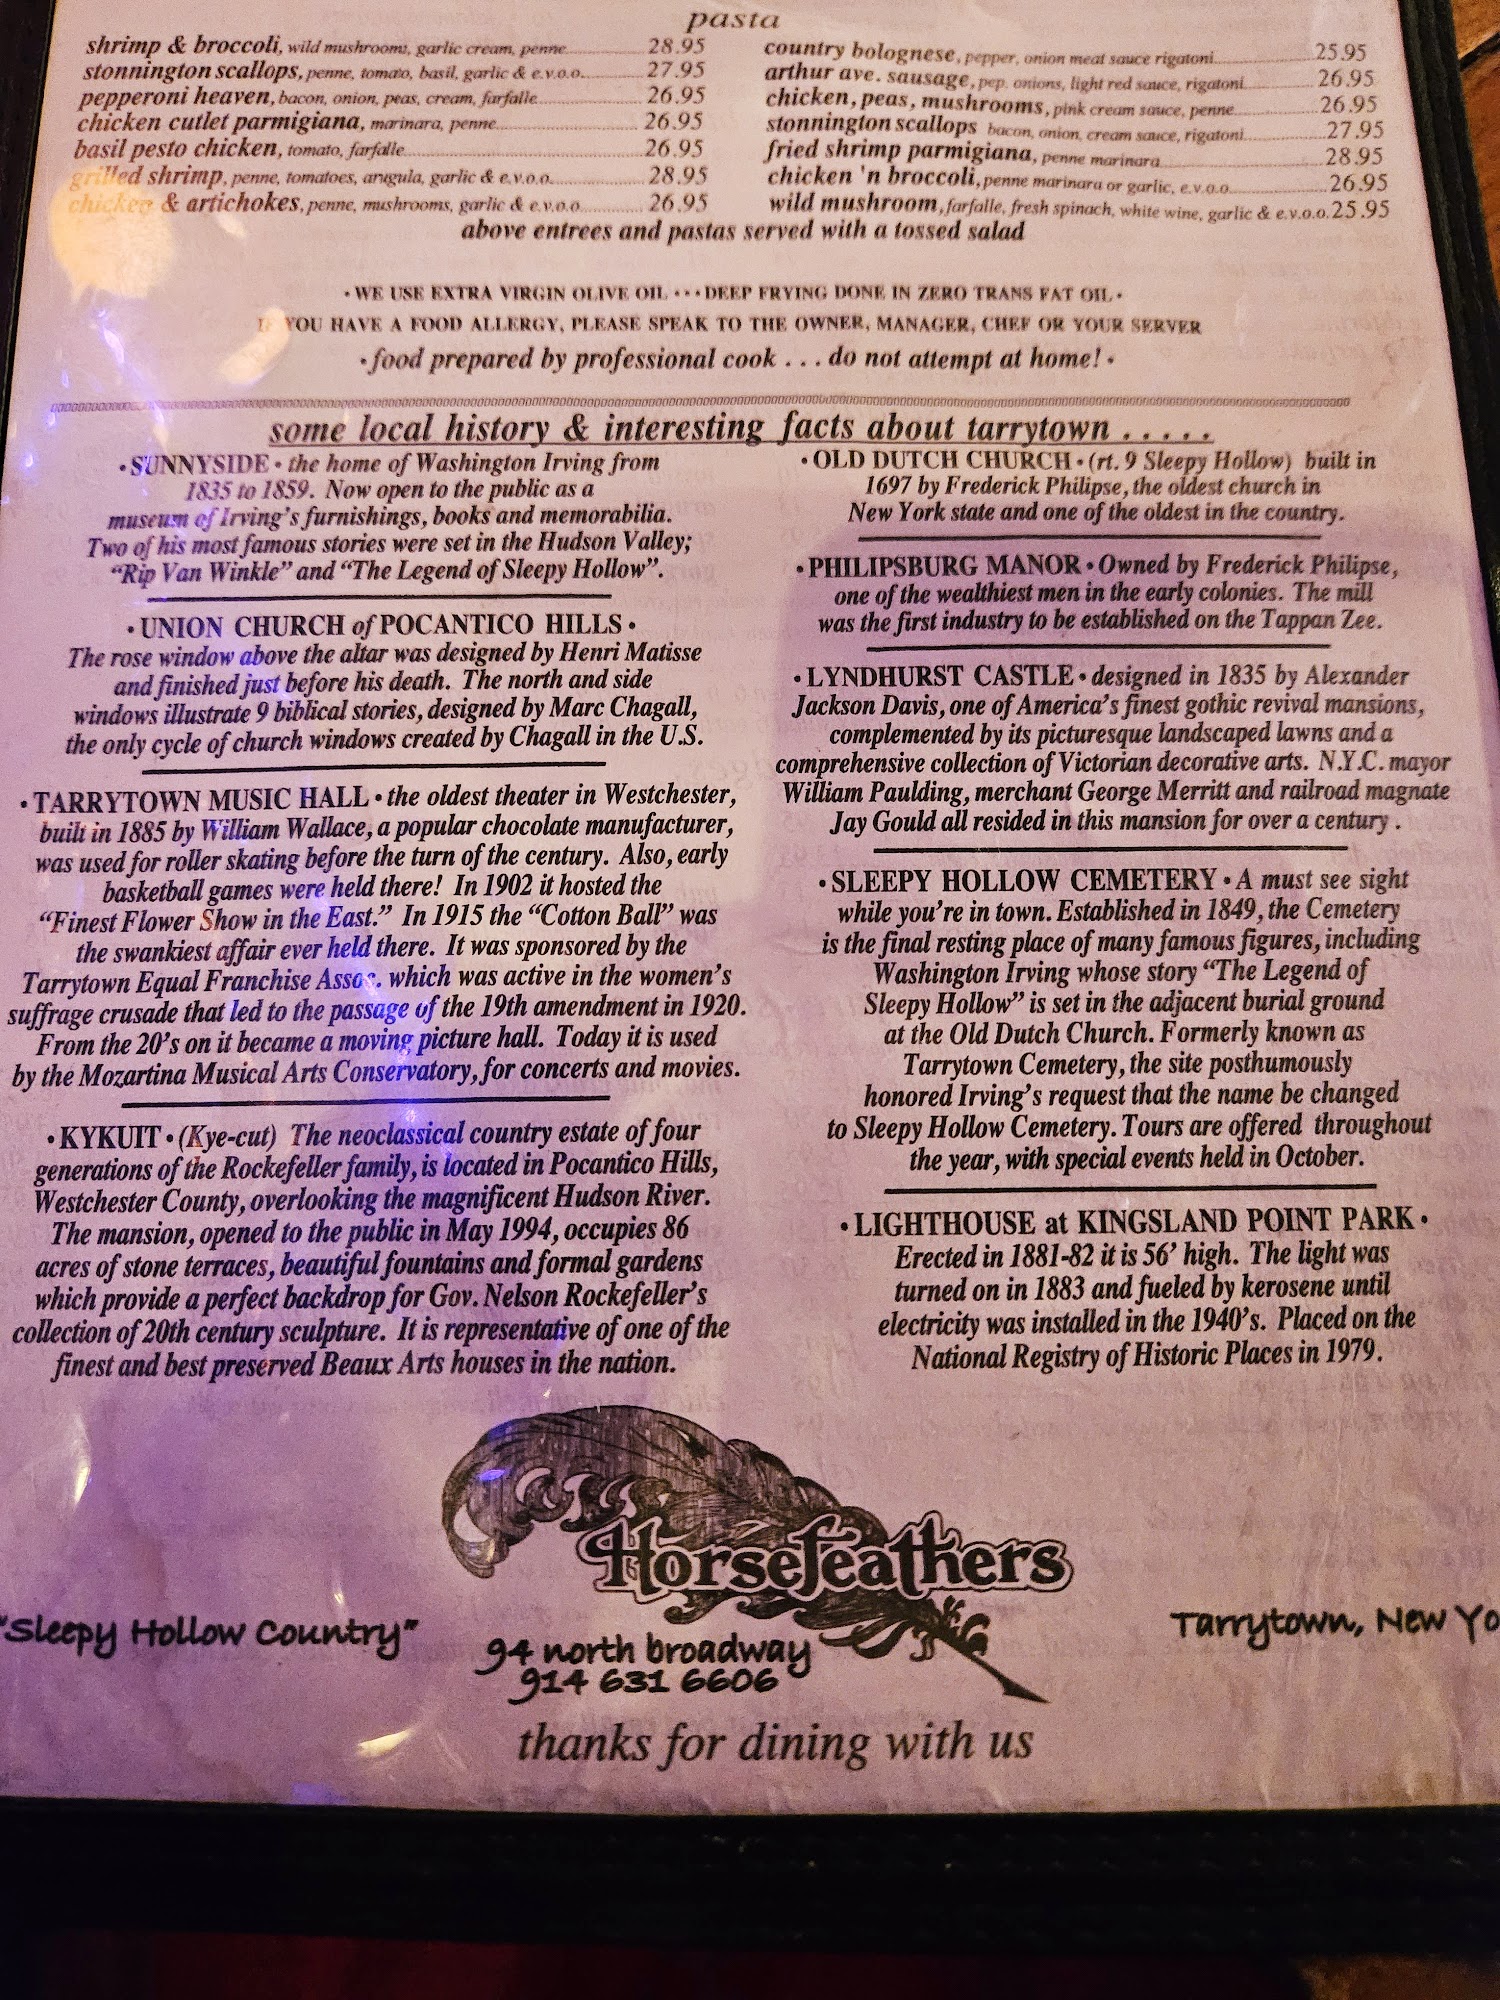 pasta
shrimp & broccoli, wild mushrooms, garlic cream, penne 28.95
stonnington scallops, penne, tomato, basil, garlic & e.v.o.o. 27.95
pepperoni heaven, bacon, onion, peas, cream, farfalle 26.95
chicken cutlet parmigiana, marinara, penne 26.95
basil pesto chicken, tomato, farfalle 26.95
grilled shrimp, penne, tomatoes, arugula, garlic & e.v.o.o. 28.95
chicken & artichokes, penne, mushrooms, garlic & e.v.o.o. 26.95
country bolognese, pepper, onion meat sauce rigatoni 25.95
arthur ave. sausage, pep. onions, light red sauce, rigatoni 26.95
chicken, peas, mushrooms, pink cream sauce, penne 26.95
stonnington scallops bacon, onion, cream sauce, rigatoni 27.95
fried shrimp parmigiana, penne marinara 28.95
chicken 'n broccoli, penne marinara or garlic, e.v.o.o. 26.95
wild mushroom, farfalle, fresh spinach, white wine, garlic & e.v.o.o. 25.95
above entrees and pastas served with a tossed salad
• WE USE EXTRA VIRGIN OLIVE OIL • • • DEEP FRYING DONE IN ZERO TRANS FAT OIL •
IF YOU HAVE A FOOD ALLERGY, PLEASE SPEAK TO THE OWNER, MANAGER, CHEF OR YOUR SERVER
• food prepared by professional cook . . . do not attempt at home! •
some local history & interesting facts about tarrytown . . . . .
• SUNNYSIDE • the home of Washington Irving from
1835 to 1859. Now open to the public as a
museum of Irving's furnishings, books and memorabilia.
Two of his most famous stories were set in the Hudson Valley;
"Rip Van Winkle" and "The Legend of Sleepy Hollow".
• UNION CHURCH of POCANTICO HILLS •
The rose window above the altar was designed by Henri Matisse
and finished just before his death. The north and side
windows illustrate 9 biblical stories, designed by Marc Chagall,
the only cycle of church windows created by Chagall in the U.S.
• TARRYTOWN MUSIC HALL • the oldest theater in Westchester,
built in 1885 by William Wallace, a popular chocolate manufacturer,
was used for roller skating before the turn of the century. Also, early
basketball games were held there! In 1902 it hosted the
"Finest Flower Show in the East." In 1915 the "Cotton Ball" was
the swankiest affair ever held there. It was sponsored by the
Tarrytown Equal Franchise Assoc. which was active in the women's
suffrage crusade that led to the passage of the 19th amendment in 1920.
From the 20's on it became a moving picture hall. Today it is used
by the Mozartina Musical Arts Conservatory, for concerts and movies.
• KYKUIT • (Kye-cut) The neoclassical country estate of four
generations of the Rockefeller family, is located in Pocantico Hills,
Westchester County, overlooking the magnificent Hudson River.
The mansion, opened to the public in May 1994, occupies 86
acres of stone terraces, beautiful fountains and formal gardens
which provide a perfect backdrop for Gov. Nelson Rockefeller's
collection of 20th century sculpture. It is representative of one of the
finest and best preserved Beaux Arts houses in the nation.
• OLD DUTCH CHURCH • (rt. 9 Sleepy Hollow) built in
1697 by Frederick Philipse, the oldest church in
New York state and one of the oldest in the country.
• PHILIPSBURG MANOR • Owned by Frederick Philipse,
one of the wealthiest men in the early colonies. The mill
was the first industry to be established on the Tappan Zee.
• LYNDHURST CASTLE • designed in 1835 by Alexander
Jackson Davis, one of America's finest gothic revival mansions,
complemented by its picturesque landscaped lawns and a
comprehensive collection of Victorian decorative arts. N.Y.C. mayor
William Paulding, merchant George Merritt and railroad magnate
Jay Gould all resided in this mansion for over a century .
• SLEEPY HOLLOW CEMETERY • A must see sight
while you're in town. Established in 1849, the Cemetery
is the final resting place of many famous figures, including
Washington Irving whose story "The Legend of
Sleepy Hollow" is set in the adjacent burial ground
at the Old Dutch Church. Formerly known as
Tarrytown Cemetery, the site posthumously
honored Irving's request that the name be changed
to Sleepy Hollow Cemetery. Tours are offered throughout
the year, with special events held in October.
• LIGHTHOUSE at KINGSLAND POINT PARK •
Erected in 1881-82 it is 56' high. The light was
turned on in 1883 and fueled by kerosene until
electricity was installed in the 1940's. Placed on the
National Registry of Historic Places in 1979.
Horsefeathers
"Sleepy Hollow Country"
94 north broadway
914 631 6606
Tarrytown, New Yo
thanks for dining with us